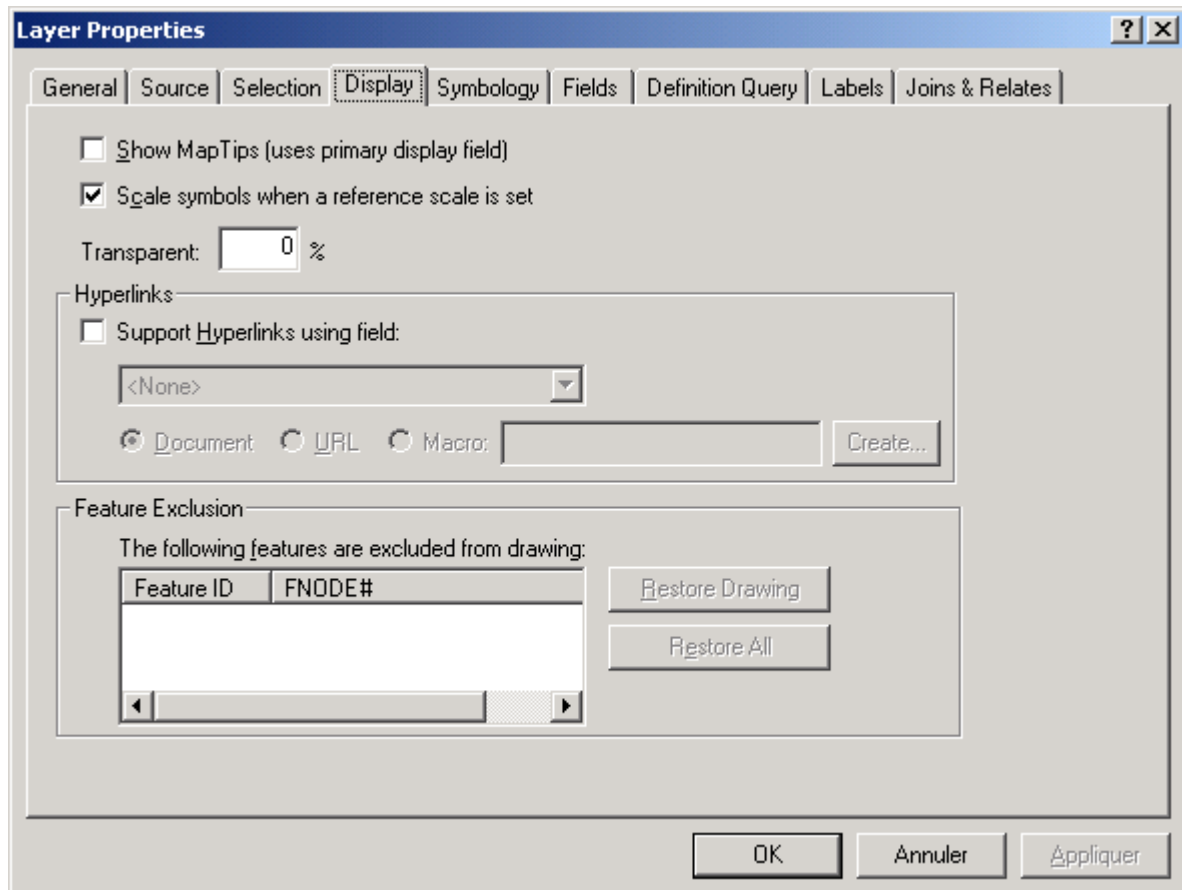 Layer Properties
General Source Selection Display Symbology Fields Definition Query Labels Joins & Relates
Show MapTips (uses primary display field)
Scale symbols when a reference scale is set
Transparent: 0 %
Hyperlinks
Support Hyperlinks using field:
<None>
Document URL Macro: Create...
Feature Exclusion
The following features are excluded from drawing:
Feature ID FNODE# Restore Drawing
Restore All
OK Annuler Appliquer